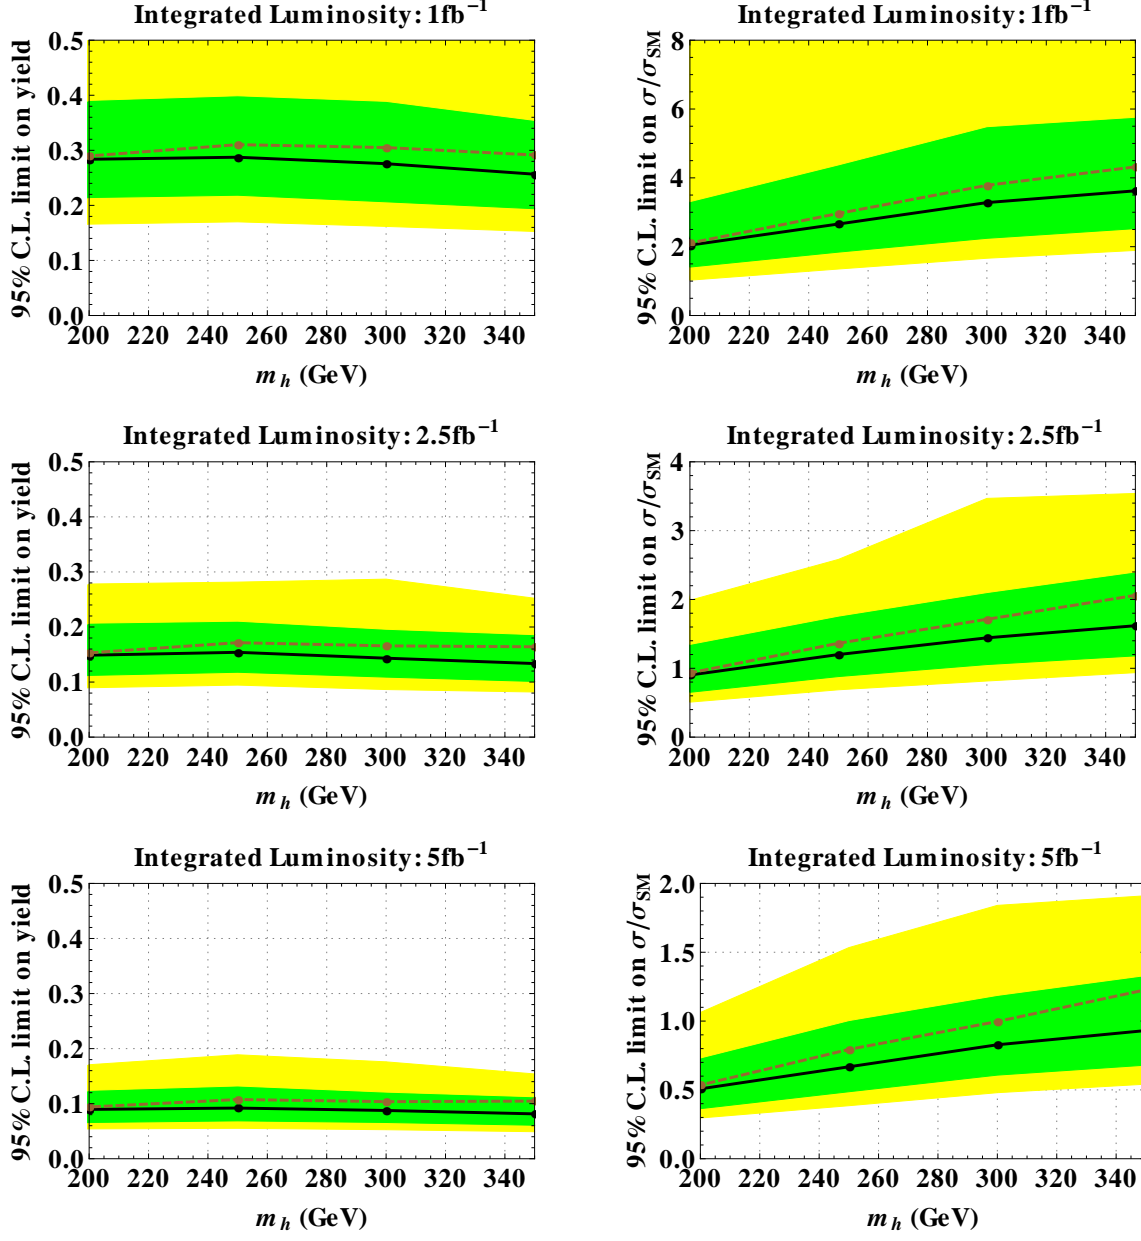 Integrated Luminosity: 1fb⁻¹
95% C.L. limit on yield
0.5
0.4
0.3
0.2
0.1
0.0
200 220 240 260 280 300 320 340
m_h (GeV)
Integrated Luminosity: 1fb⁻¹
95% C.L. limit on σ/σ_SM
8
6
4
2
0
200 220 240 260 280 300 320 340
m_h (GeV)
Integrated Luminosity: 2.5fb⁻¹
95% C.L. limit on yield
0.5
0.4
0.3
0.2
0.1
0.0
200 220 240 260 280 300 320 340
m_h (GeV)
Integrated Luminosity: 2.5fb⁻¹
95% C.L. limit on σ/σ_SM
4
3
2
1
0
200 220 240 260 280 300 320 340
m_h (GeV)
Integrated Luminosity: 5fb⁻¹
95% C.L. limit on yield
0.5
0.4
0.3
0.2
0.1
0.0
200 220 240 260 280 300 320 340
m_h (GeV)
Integrated Luminosity: 5fb⁻¹
95% C.L. limit on σ/σ_SM
2.0
1.5
1.0
0.5
0.0
200 220 240 260 280 300 320 340
m_h (GeV)